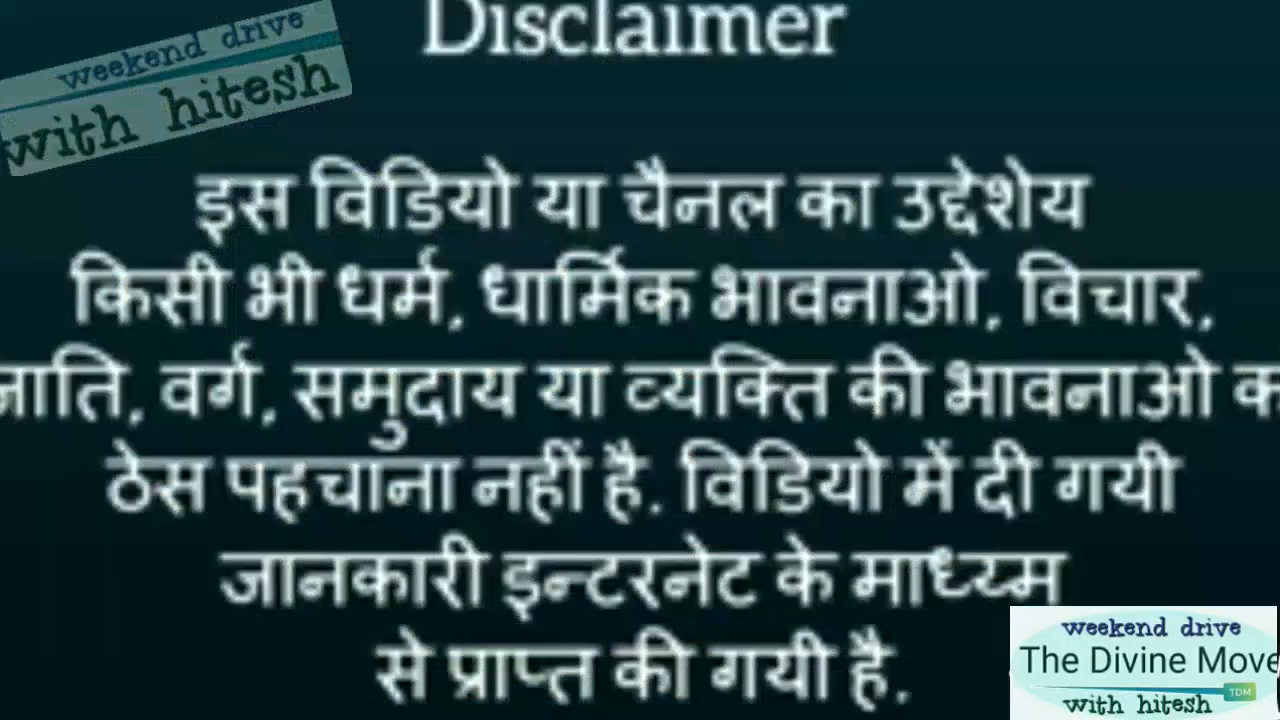 Disclaimer
weekend drive
with hitesh
इस विडियो या चैनल का उद्देशेय
किसी भी धर्म, धार्मिक भावनाओ, विचार,
जाति, वर्ग, समुदाय या व्यक्ति की भावनाओ
ठेस पहचाना नहीं है. विडियो में दी गयी
जानकारी इन्टरनेट के माध्य्म
से प्राप्त की गयी है.
weekend drive
The Divine Move
TDM
with hitesh